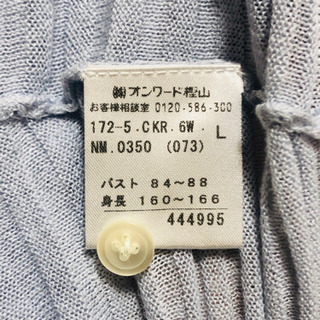 ㈱オンワード樫山
お客様相談室 0120-586-300
172-5.CKR.6W. L
NM.0350 (073)
バスト 84～88
身長 160～166
444995